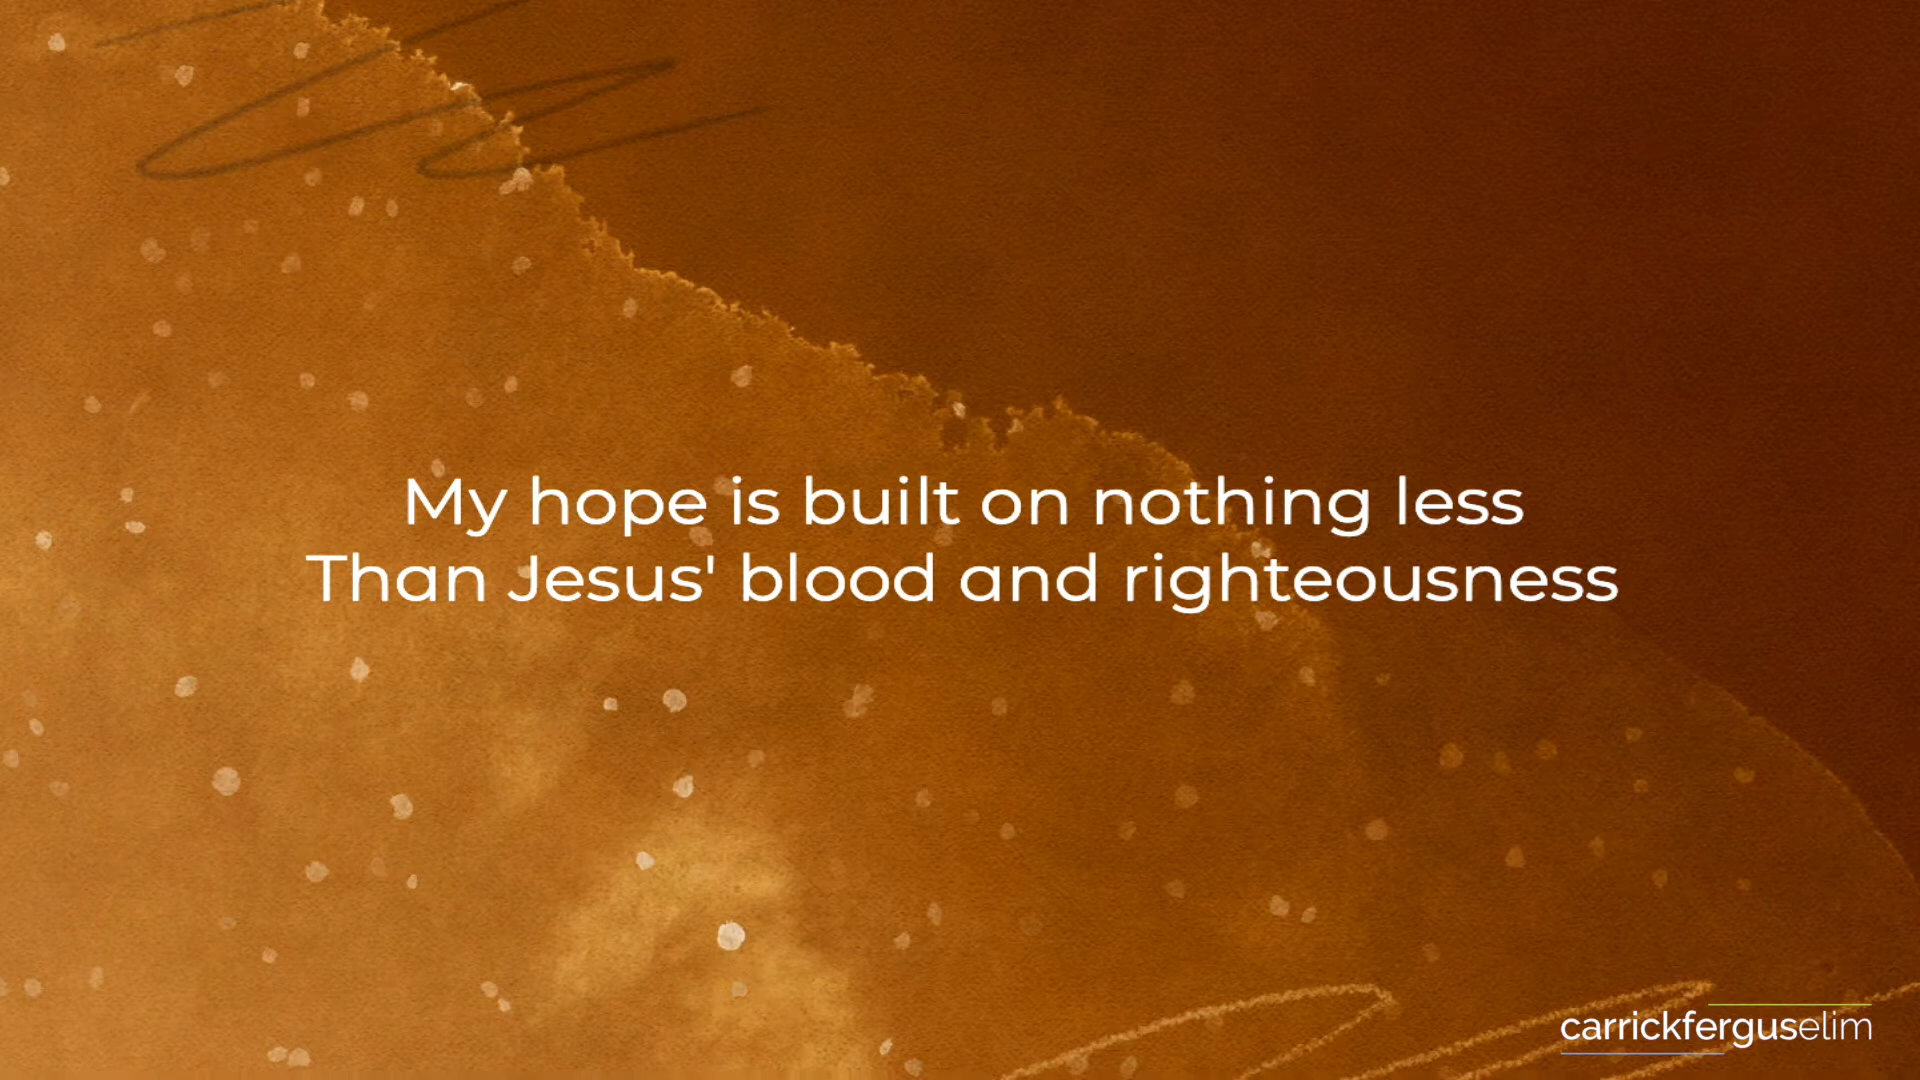 My hope is built on nothing less
Than Jesus' blood and righteousness
carrickferguselim